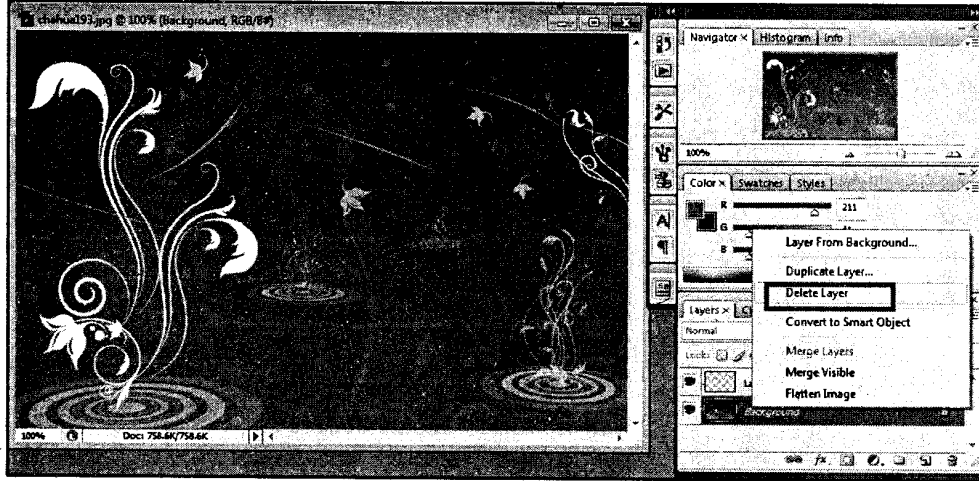 chahua193.jpg @ 100% (Background, RGB/8#)
100%
Doc: 758.6K/758.6K
Navigator × Histogram Info
100%
Color × Swatches Styles
R 211
G
B
Layers ×
Normal
Lock:
Background
Layer From Background...
Duplicate Layer...
Delete Layer
Convert to Smart Object
Merge Layers
Merge Visible
Flatten Image